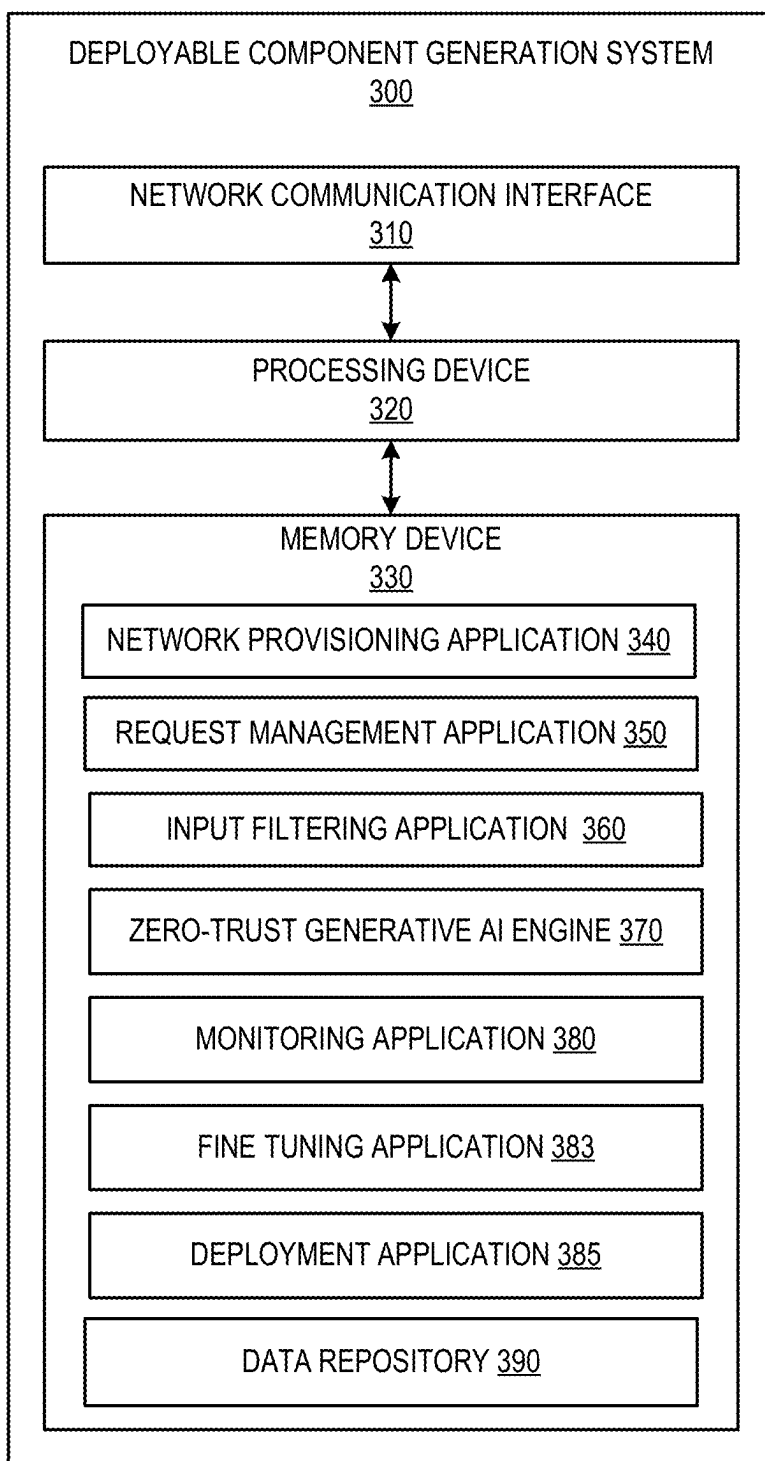 DEPLOYABLE COMPONENT GENERATION SYSTEM
300
NETWORK COMMUNICATION INTERFACE
310
PROCESSING DEVICE
320
MEMORY DEVICE
330
NETWORK PROVISIONING APPLICATION 340
REQUEST MANAGEMENT APPLICATION 350
INPUT FILTERING APPLICATION 360
ZERO-TRUST GENERATIVE AI ENGINE 370
MONITORING APPLICATION 380
FINE TUNING APPLICATION 383
DEPLOYMENT APPLICATION 385
DATA REPOSITORY 390